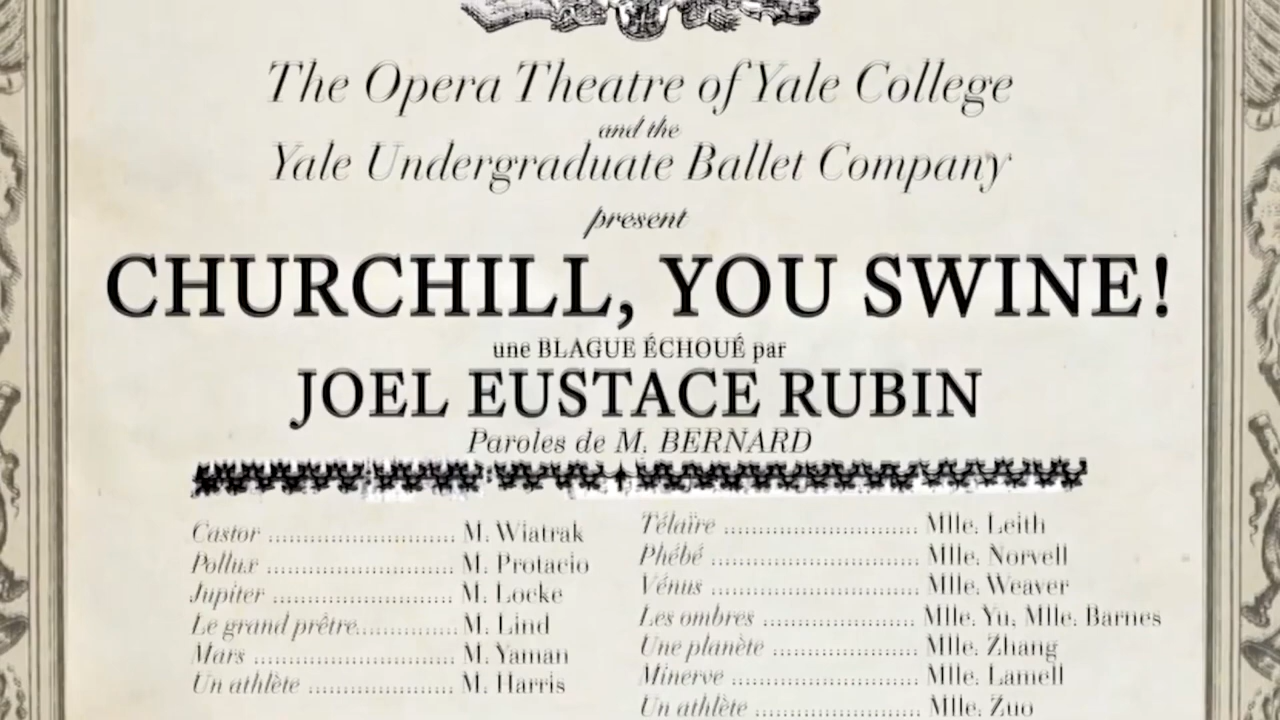 The Opera Theatre of Yale College
and the
Yale Undergraduate Ballet Company
present
CHURCHILL, YOU SWINE!
une BLAGUE ÉCHOUÉ par
JOEL EUSTACE RUBIN
Paroles de M. BERNARD
Castor ............................ M. Wiatrak
Pollux ............................ M. Protacio
Jupiter ........................... M. Locke
Le grand prêtre............... M. Lind
Mars .............................. M. Yaman
Un athlète ...................... M. Harris
Télaïre ............................. Mlle. Leith
Phébé ............................... Mlle. Norvell
Vénus ............................... Mlle. Weaver
Les ombres ....................... Mlle. Yu, Mlle. Barnes
Une planète ...................... Mlle. Zhang
Minerve ............................ Mlle. Lamell
Un athlète ......................... Mlle. Zuo